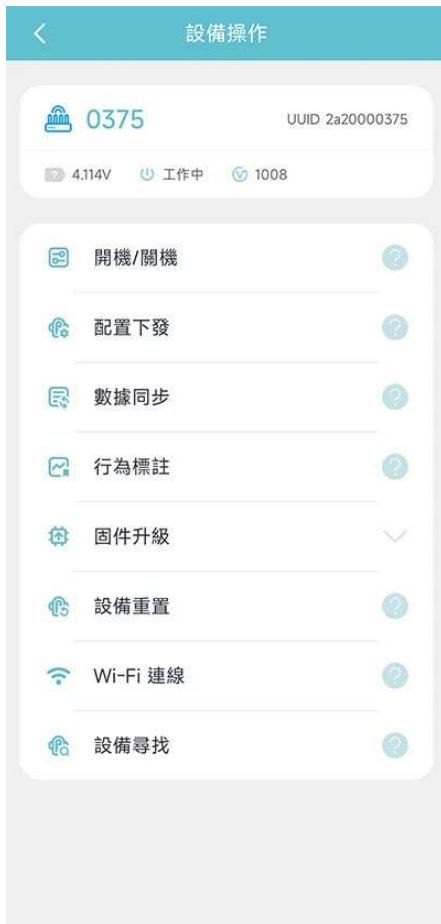 設備操作
0375 UUID 2a20000375
4.114V 工作中 1008
開機/關機
配置下發
數據同步
行為標註
固件升級
設備重置
Wi-Fi 連線
設備尋找